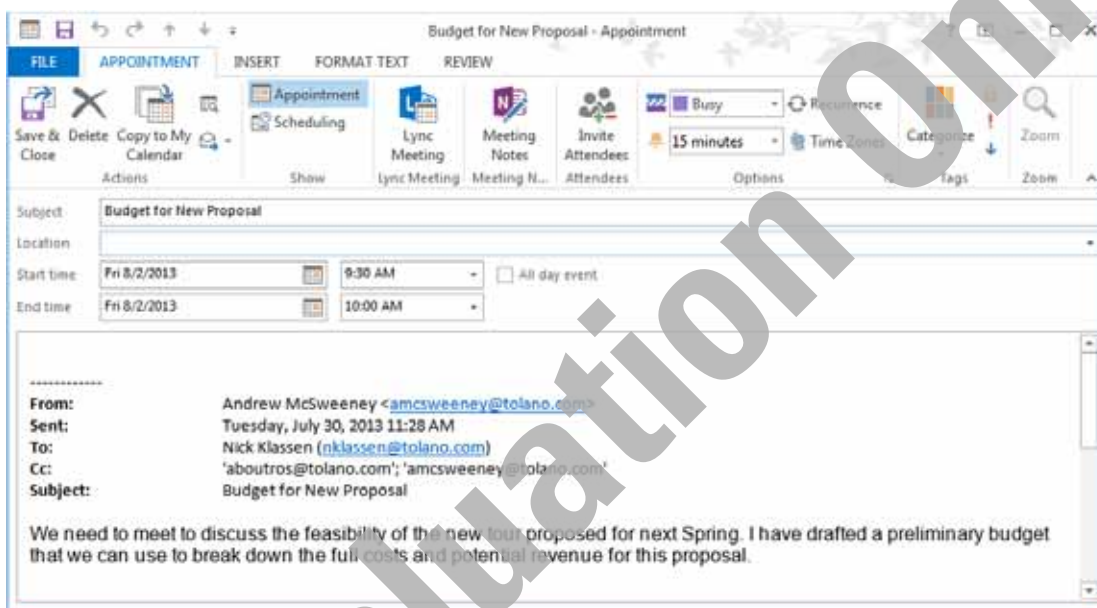 Budget for New Proposal - Appointment
FILE APPOINTMENT INSERT FORMAT TEXT REVIEW
Save & Close Delete Copy to My Calendar
Appointment
Scheduling
Lync Meeting
Meeting Notes
Invite Attendees
Busy Recurrence
15 minutes Time Zones
Categorize
Zoom
Actions Show Lync Meeting Meeting N... Attendees Options Tags Zoom
Subject Budget for New Proposal
Location
Start time Fri 8/2/2013 9:30 AM All day event
End time Fri 8/2/2013 10:00 AM
------------
From: Andrew McSweeney <amcsweeney@tolano.com>
Sent: Tuesday, July 30, 2013 11:28 AM
To: Nick Klassen (nklassen@tolano.com)
Cc: 'aboutros@tolano.com'; 'amcsweeney@tolano.com'
Subject: Budget for New Proposal
We need to meet to discuss the feasibility of the new tour proposed for next Spring. I have drafted a preliminary budget
that we can use to break down the full costs and potential revenue for this proposal.